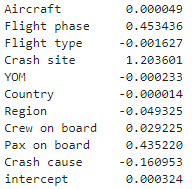 Aircraft 0.000049
Flight phase 0.453436
Flight type -0.001627
Crash site 1.203601
YOM -0.000233
Country -0.000014
Region -0.049325
Crew on board 0.029225
Pax on board 0.435220
Crash cause -0.160953
intercept 0.000324